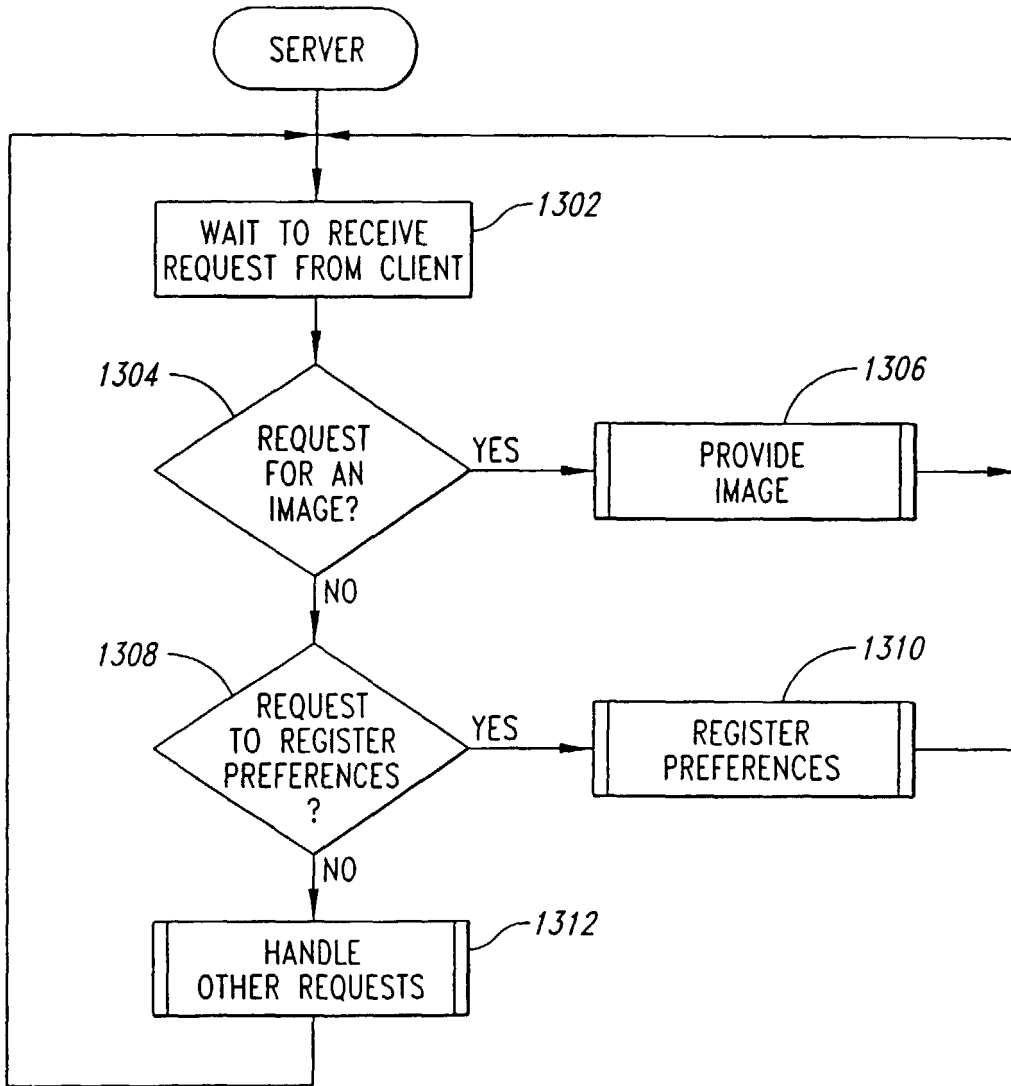 SERVER
1302
WAIT TO RECEIVE
REQUEST FROM CLIENT
1304
REQUEST
FOR AN
IMAGE?
YES
1306
PROVIDE
IMAGE
NO
1308
REQUEST
TO REGISTER
PREFERENCES
?
YES
1310
REGISTER
PREFERENCES
NO
1312
HANDLE
OTHER REQUESTS